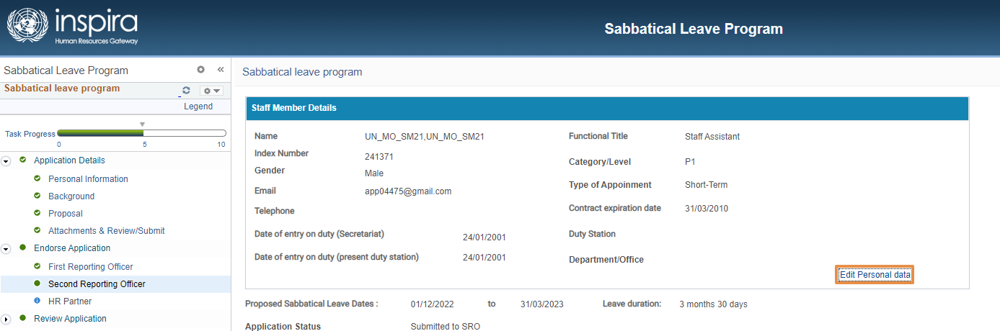 inspira
Human Resources Gateway
Sabbatical Leave Program
Sabbatical Leave Program
Sabbatical leave program
Legend
Task Progress
0 5 10
Application Details
Personal Information
Background
Proposal
Attachments & Review/Submit
Endorse Application
First Reporting Officer
Second Reporting Officer
HR Partner
Review Application
Sabbatical leave program
Staff Member Details
Name UN_MO_SM21,UN_MO_SM21
Index Number 241371
Gender Male
Email app04475@gmail.com
Telephone
Date of entry on duty (Secretariat) 24/01/2001
Date of entry on duty (present duty station) 24/01/2001
Functional Title Staff Assistant
Category/Level P1
Type of Appoinment Short-Term
Contract expiration date 31/03/2010
Duty Station
Department/Office
Edit Personal data
Proposed Sabbatical Leave Dates : 01/12/2022 to 31/03/2023 Leave duration: 3 months 30 days
Application Status Submitted to SRO